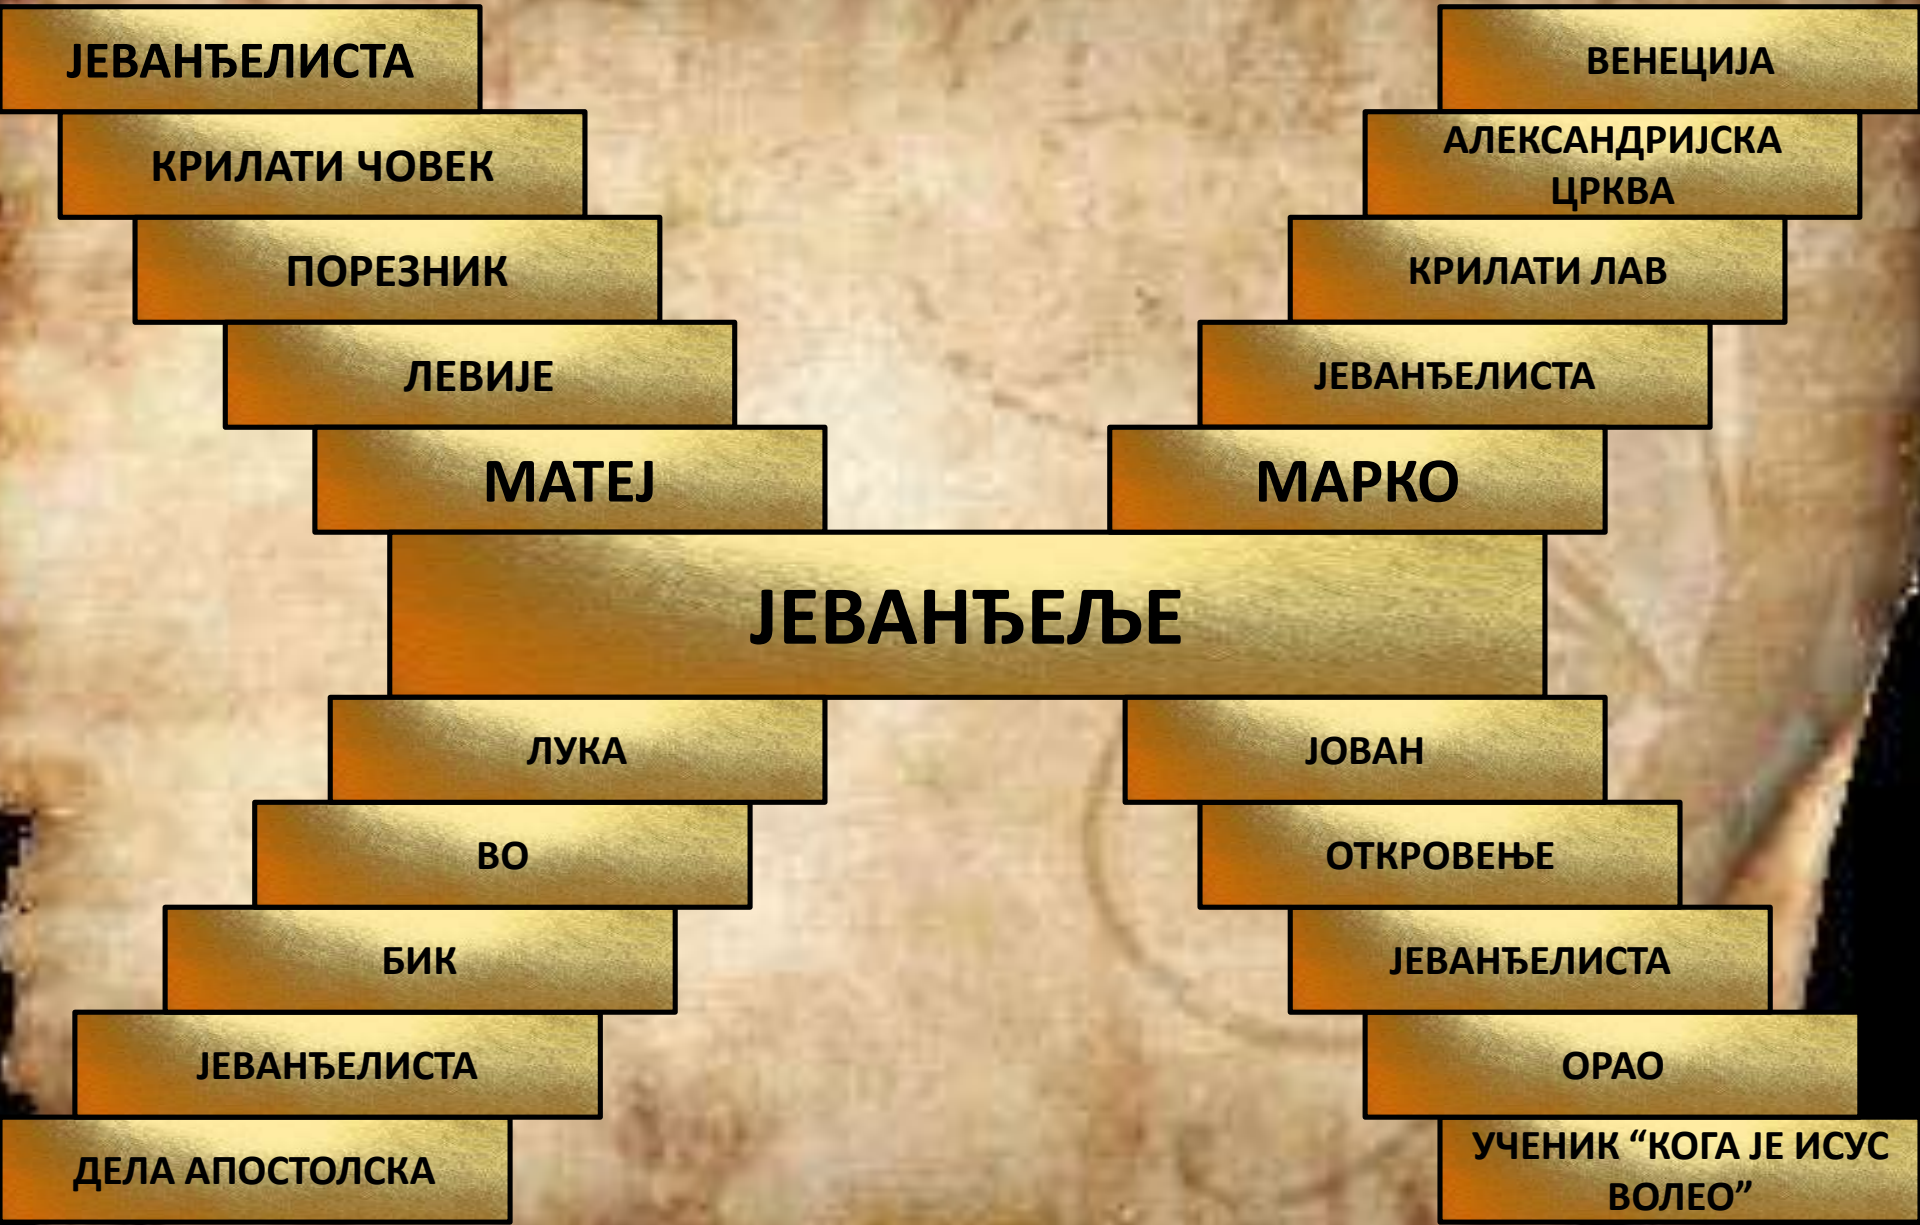 ЈЕВАНЂЕЛИСТА
КРИЛАТИ ЧОВЕК
ПОРЕЗНИК
ЛЕВИЈЕ
МАТЕЈ
ВЕНЕЦИЈА
АЛЕКСАНДРИЈСКА
ЦРКВА
КРИЛАТИ ЛАВ
ЈЕВАНЂЕЛИСТА
МАРКО
ЈЕВАНЂЕЉЕ
ЛУКА
ВО
БИК
ЈЕВАНЂЕЛИСТА
ДЕЛА АПОСТОЛСКА
ЈОВАН
ОТКРОВЕЊЕ
ЈЕВАНЂЕЛИСТА
ОРАО
УЧЕНИК “КОГА ЈЕ ИСУС
ВОЛЕО”